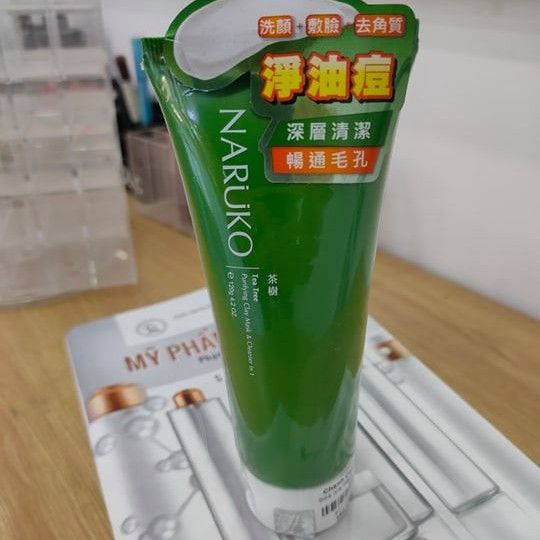 洗顏+敷臉+去角質
淨油痘
深層清潔
暢通毛孔
NARUKO
茶樹
Tea Tree
Purifying Clay Mask & Cleanser in 1
e 120g 4.2 OZ.
MỸ PHẨ